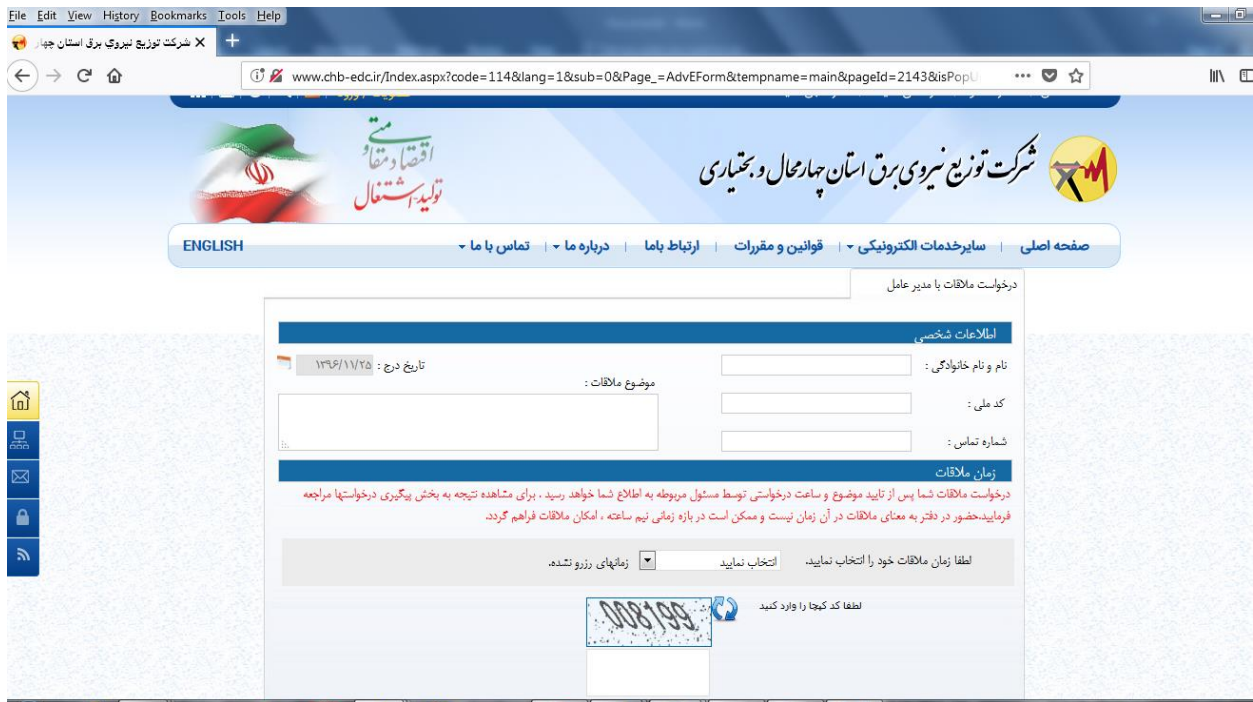 File Edit View History Bookmarks Tools Help
شرکت توزیع نیروي برق استان چهار
www.chb-edc.ir/Index.aspx?code=114&lang=1&sub=0&Page_=AdvEForm&tempname=main&pageId=2143&isPopU
شرکت توزیع نیروی برق استان چهارمحال و بختیاری
اقتصاد مقاومتی
تولید-اشتغال
صفحه اصلی | سایرخدمات الکترونیکی | قوانین و مقررات | ارتباط باما | درباره ما | تماس با ما
ENGLISH
درخواست ملاقات با مدیر عامل
اطلاعات شخصی
نام و نام خانوادگی :
تاریخ درج : ۱۳۹۶/۱۱/۲۵
موضوع ملاقات :
کد ملی :
شماره تماس :
زمان ملاقات
درخواست ملاقات شما پس از تایید موضوع و ساعت درخواستی توسط مسئول مربوطه به اطلاع شما خواهد رسید ، برای مشاهده نتیجه به بخش پیگیری درخواستها مراجعه
فرمایید.حضور در دفتر به معنای ملاقات در آن زمان نیست و ممکن است در بازه زمانی نیم ساعته ، امکان ملاقات فراهم گردد.
لطفا زمان ملاقات خود را انتخاب نمایید. انتخاب نمایید زمانهای رزرو نشده.
لطفا کد کپچا را وارد کنید
008199